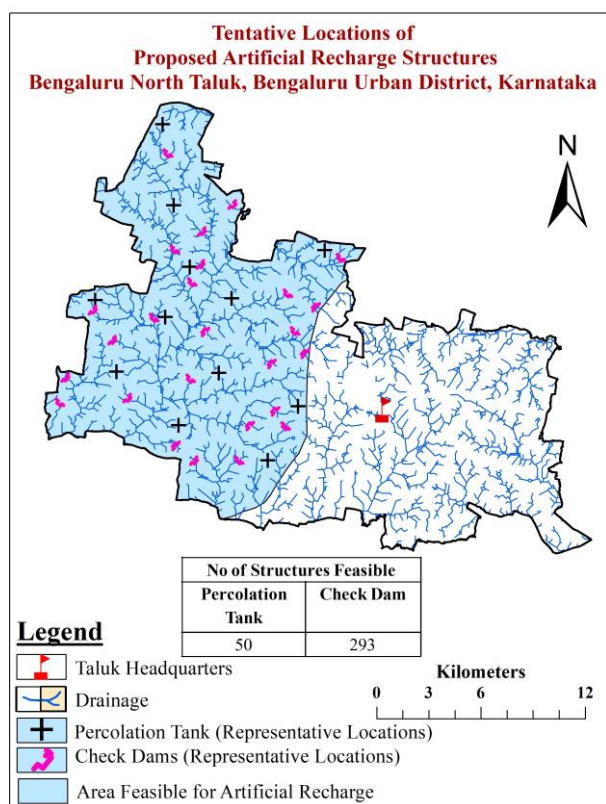 Tentative Locations of
Proposed Artificial Recharge Structures
Bengaluru North Taluk, Bengaluru Urban District, Karnataka
N
No of Structures Feasible
Percolation Tank
Check Dam
50
293
Legend
Taluk Headquarters
Drainage
Percolation Tank (Representative Locations)
Check Dams (Representative Locations)
Area Feasible for Artificial Recharge
Kilometers
0 3 6 12